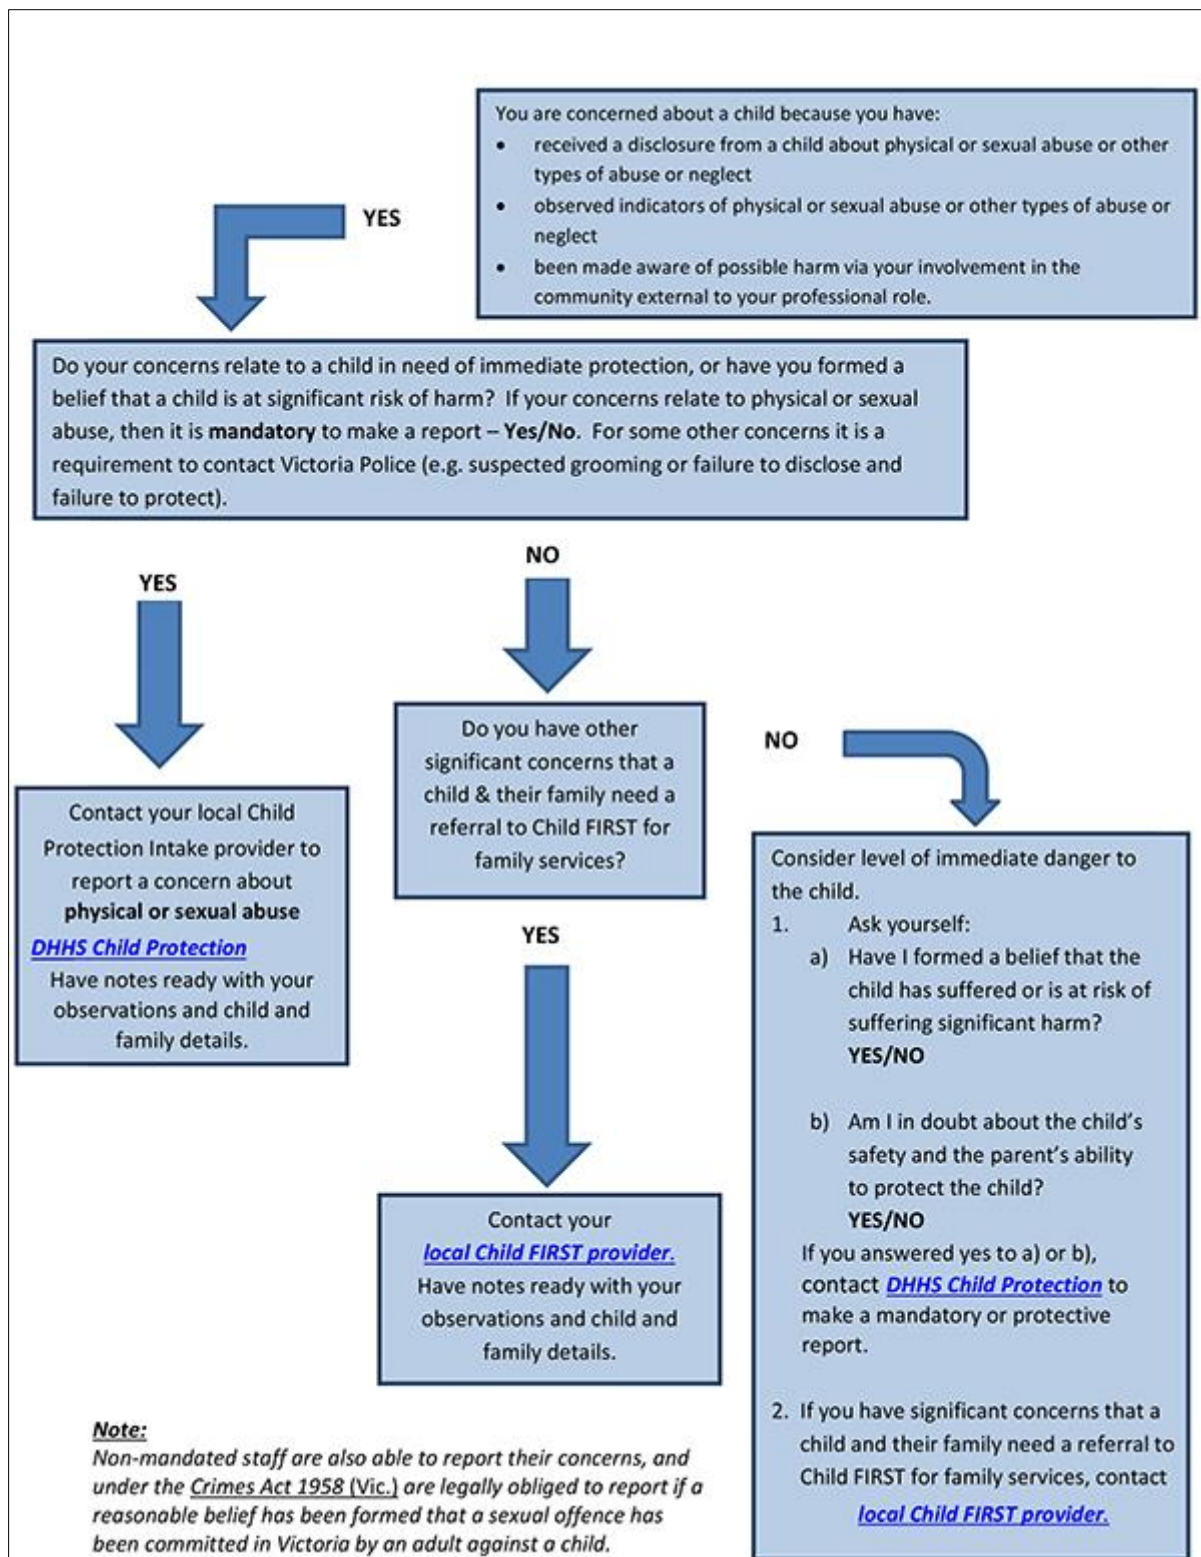 You are concerned about a child because you have:
• received a disclosure from a child about physical or sexual abuse or other
types of abuse or neglect
• observed indicators of physical or sexual abuse or other types of abuse or
neglect
• been made aware of possible harm via your involvement in the
community external to your professional role.
YES
Do your concerns relate to a child in need of immediate protection, or have you formed a
belief that a child is at significant risk of harm? If your concerns relate to physical or sexual
abuse, then it is mandatory to make a report – Yes/No. For some other concerns it is a
requirement to contact Victoria Police (e.g. suspected grooming or failure to disclose and
failure to protect).
YES
NO
Contact your local Child
Protection Intake provider to
report a concern about
physical or sexual abuse
DHHS Child Protection
Have notes ready with your
observations and child and
family details.
Do you have other
significant concerns that a
child & their family need a
referral to Child FIRST for
family services?
YES
NO
Contact your
local Child FIRST provider.
Have notes ready with your
observations and child and
family details.
Consider level of immediate danger to
the child.
1. Ask yourself:
a) Have I formed a belief that the
child has suffered or is at risk of
suffering significant harm?
YES/NO
b) Am I in doubt about the child's
safety and the parent's ability
to protect the child?
YES/NO
If you answered yes to a) or b),
contact DHHS Child Protection to
make a mandatory or protective
report.
2. If you have significant concerns that a
child and their family need a referral to
Child FIRST for family services, contact
local Child FIRST provider.
Note:
Non-mandated staff are also able to report their concerns, and
under the Crimes Act 1958 (Vic.) are legally obliged to report if a
reasonable belief has been formed that a sexual offence has
been committed in Victoria by an adult against a child.